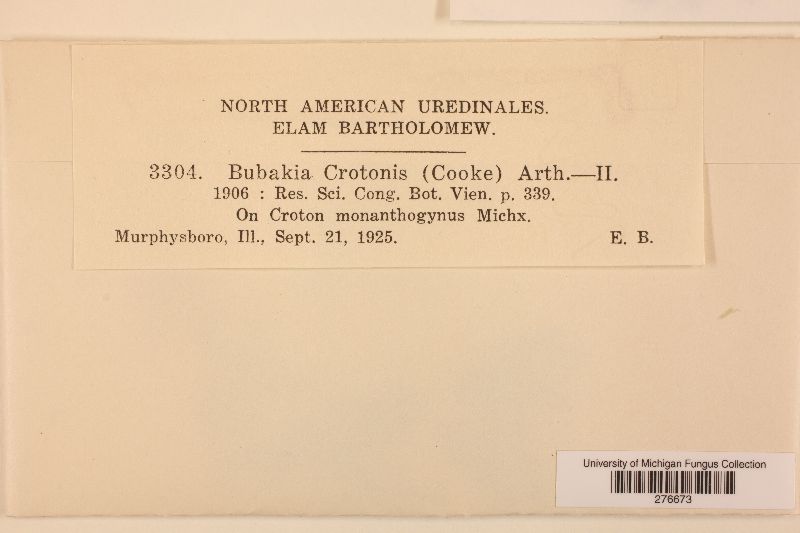 NORTH AMERICAN UREDINALES.
ELAM BARTHOLOMEW.
3304. Bubakia Crotonis (Cooke) Arth.—II.
1906 : Res. Sci. Cong. Bot. Vien. p. 339.
On Croton monanthogynus Michx.
Murphysboro, Ill., Sept. 21, 1925. E. B.
University of Michigan Fungus Collection
276673